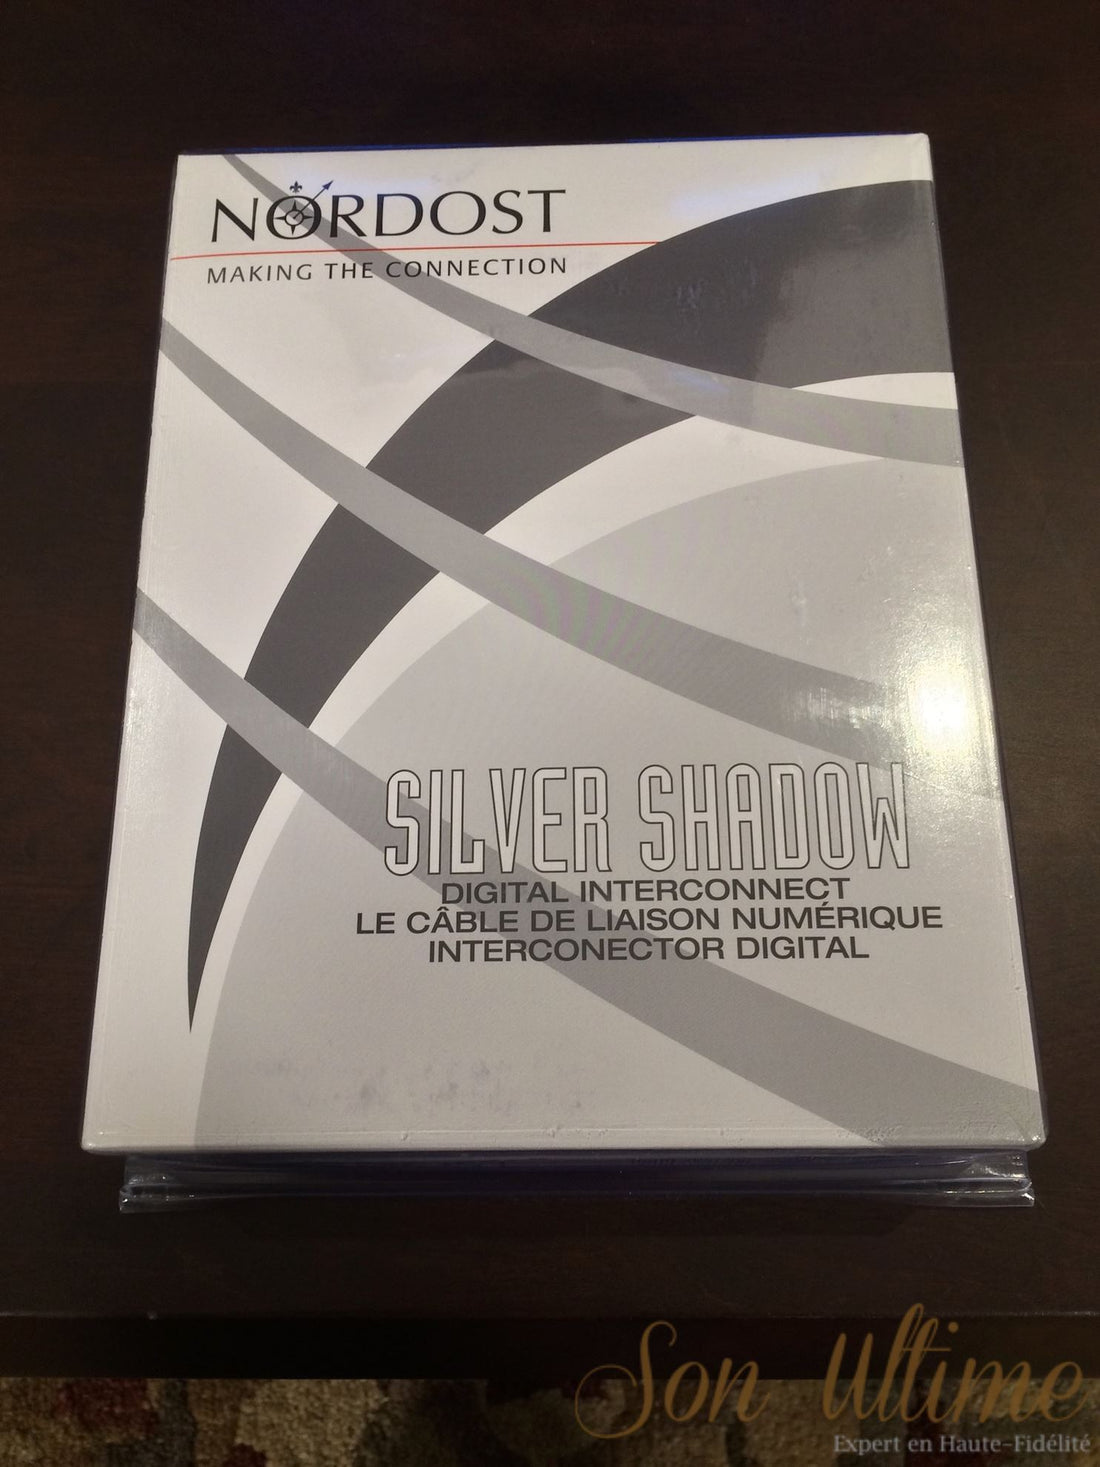 NORDOST
MAKING THE CONNECTION
SILVER SHADOW
DIGITAL INTERCONNECT
LE CÂBLE DE LIAISON NUMÉRIQUE
INTERCONECTOR DIGITAL
Son Ultime
Expert en Haute-Fidélité